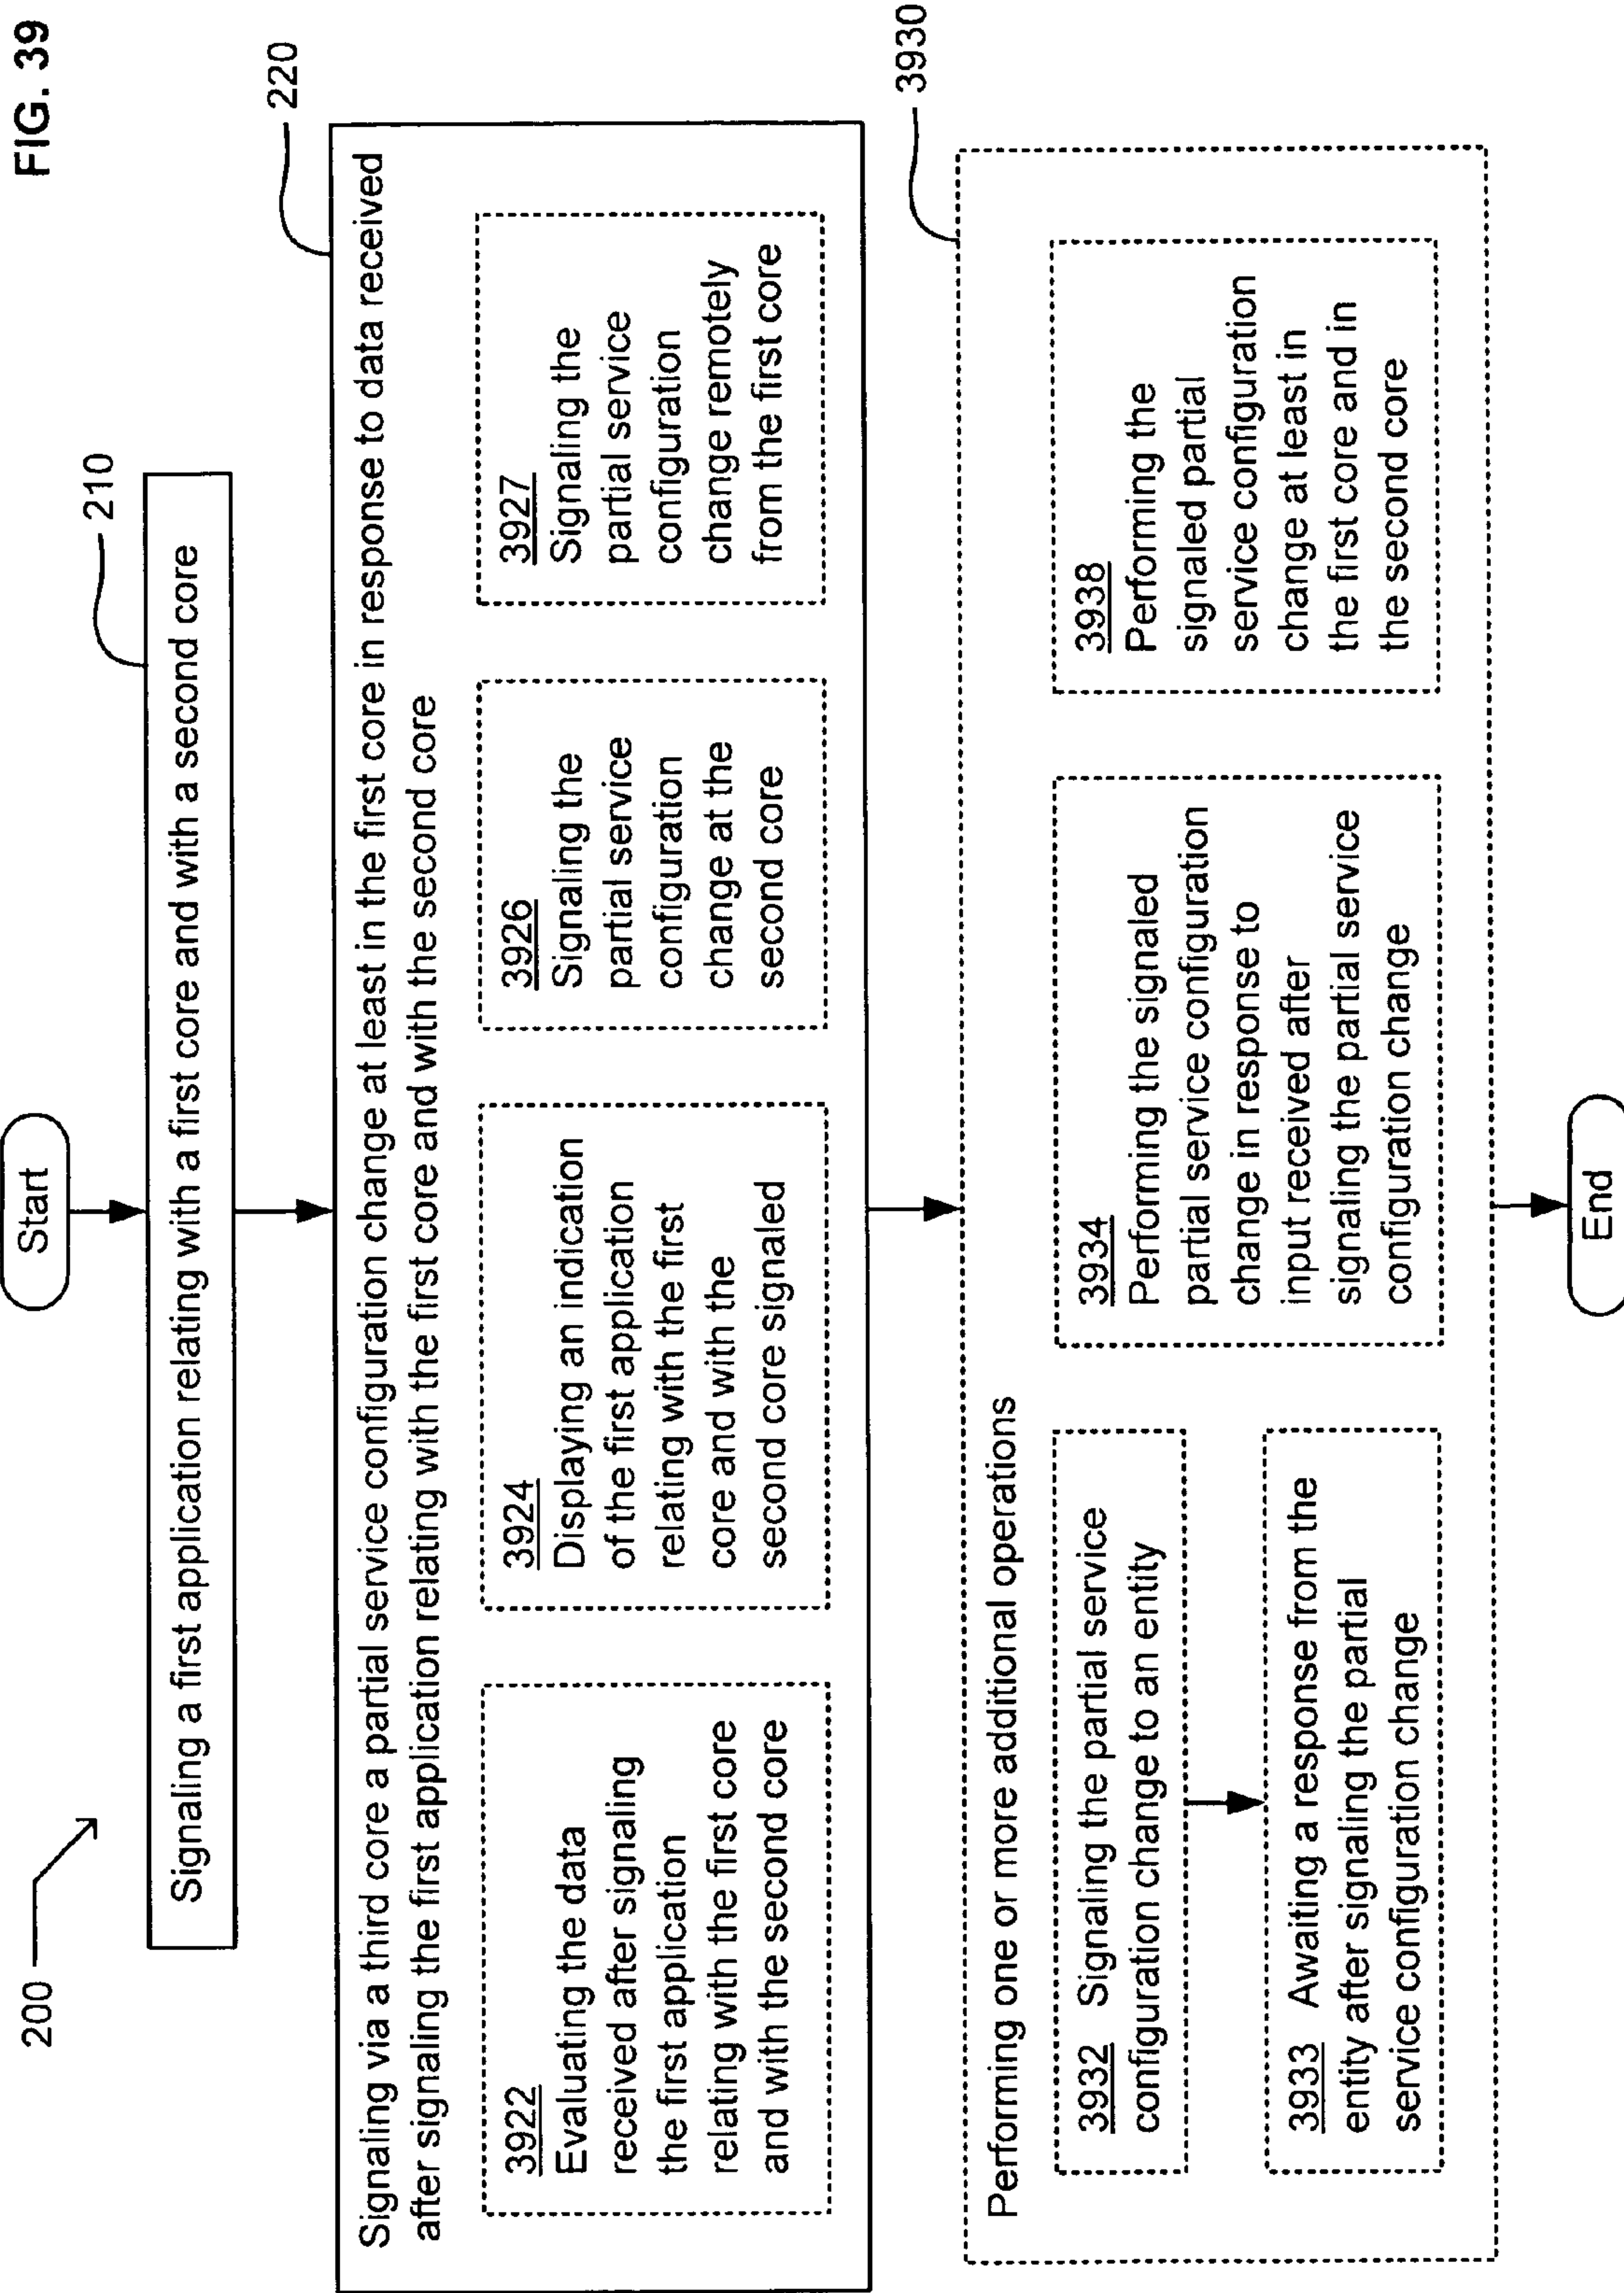 FIG. 39
200
Start
210
Signaling a first application relating with a first core and with a second core
220
Signaling via a third core a partial service configuration change at least in the first core in response to data received
after signaling the first application relating with the first core and with the second core
3922
Evaluating the data
received after signaling
the first application
relating with the first core
and with the second core
3924
Displaying an indication
of the first application
relating with the first
core and with the
second core signaled
3926
Signaling the
partial service
configuration
change at the
second core
3927
Signaling the
partial service
configuration
change remotely
from the first core
3930
Performing one or more additional operations
3932 Signaling the partial service
configuration change to an entity
3933 Awaiting a response from the
entity after signaling the partial
service configuration change
3934
Performing the signaled
partial service configuration
change in response to
input received after
signaling the partial service
configuration change
3938
Performing the
signaled partial
service configuration
change at least in
the first core and in
the second core
End